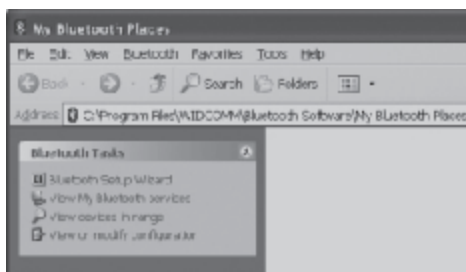 My Bluetooth Places
File Edit View Bluetooth Favorites Tools Help
Back Search Folders
Address C:\Program Files\WIDCOMM\Bluetooth Software\My Bluetooth Places
Bluetooth Tasks
Bluetooth Setup Wizard
View My Bluetooth services
View devices in range
View or modify configuration